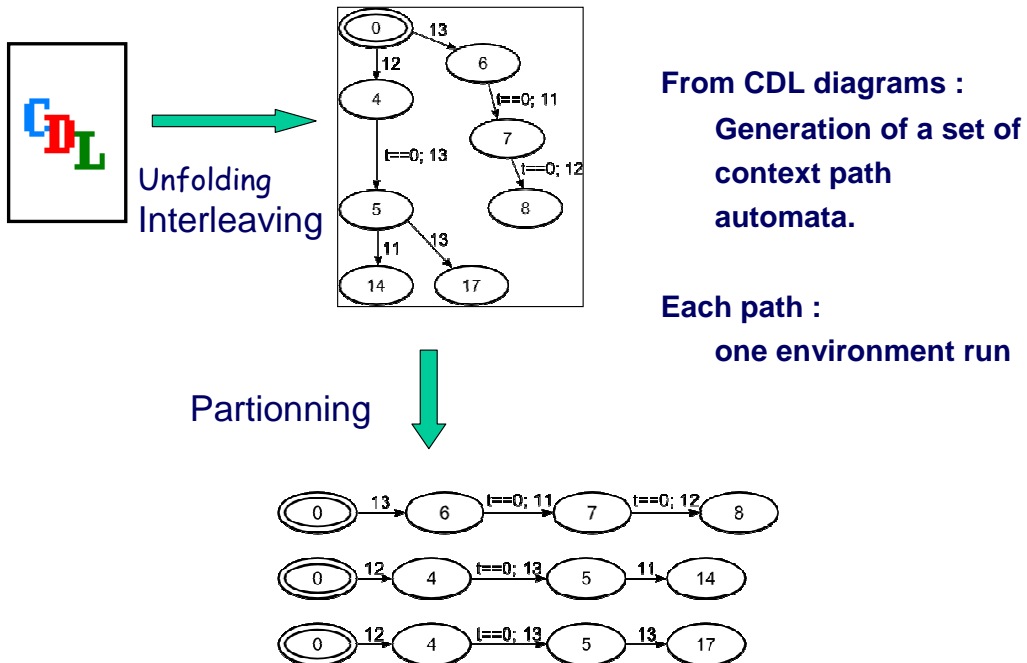 CDL
Unfolding
Interleaving
0
13
12
6
4
t==0; 11
7
t==0; 13
t==0; 12
5
8
11
13
14
17
From CDL diagrams :
Generation of a set of
context path
automata.
Each path :
one environment run
Partionning
0 13 6 t==0; 11 7 t==0; 12 8
0 12 4 t==0; 13 5 11 14
0 12 4 t==0; 13 5 13 17